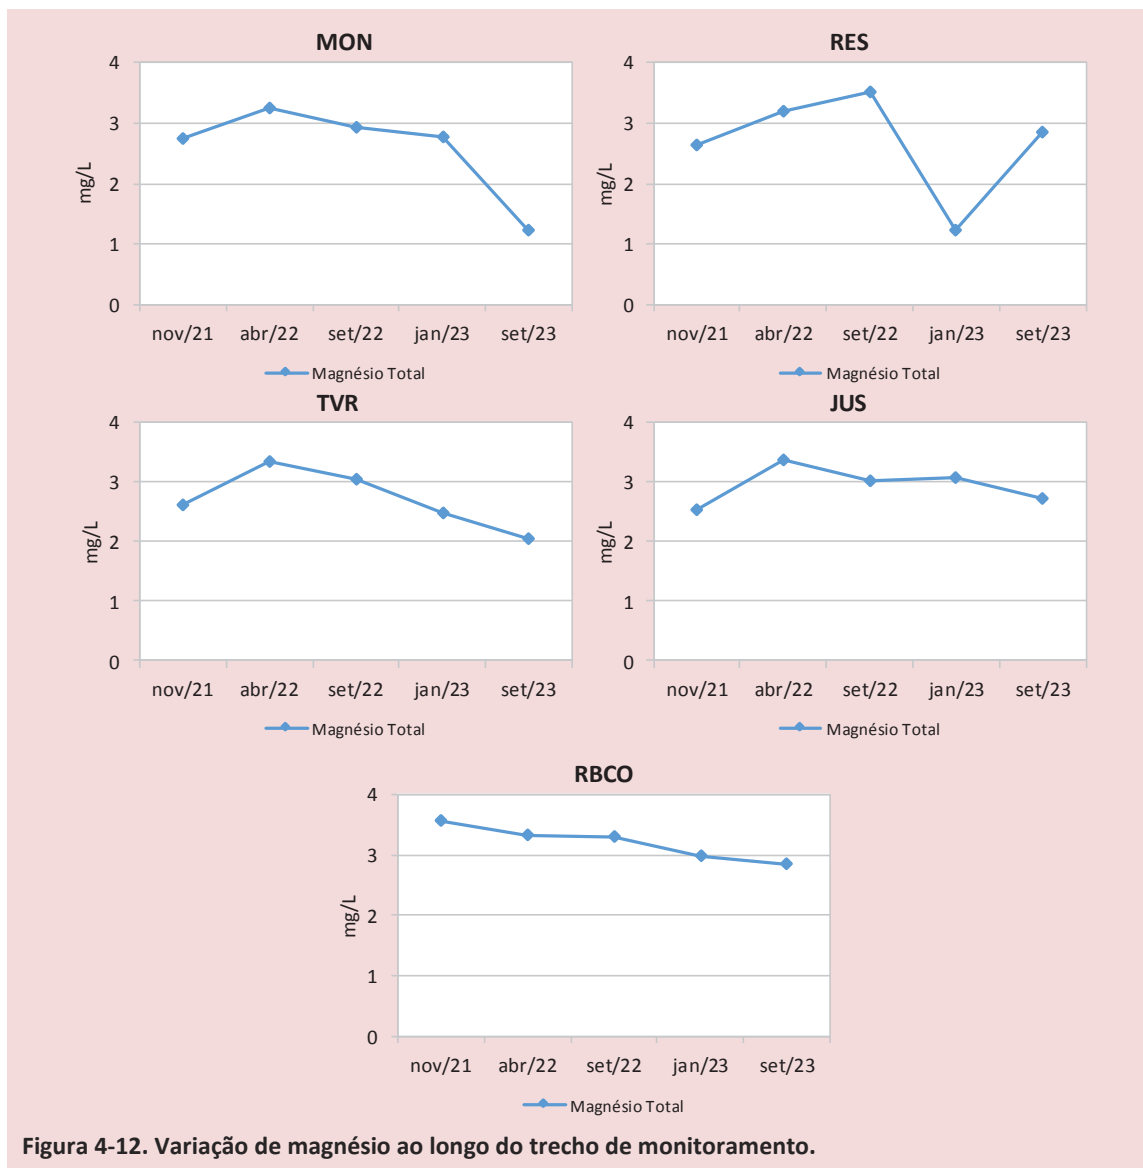 MON
4
3
2
1
0
mg/L
nov/21 abr/22 set/22 jan/23 set/23
Magnésio Total
RES
4
3
2
1
0
mg/L
nov/21 abr/22 set/22 jan/23 set/23
Magnésio Total
TVR
4
3
2
1
0
mg/L
nov/21 abr/22 set/22 jan/23 set/23
Magnésio Total
JUS
4
3
2
1
0
mg/L
nov/21 abr/22 set/22 jan/23 set/23
Magnésio Total
RBCO
4
3
2
1
0
mg/L
nov/21 abr/22 set/22 jan/23 set/23
Magnésio Total
Figura 4-12. Variação de magnésio ao longo do trecho de monitoramento.